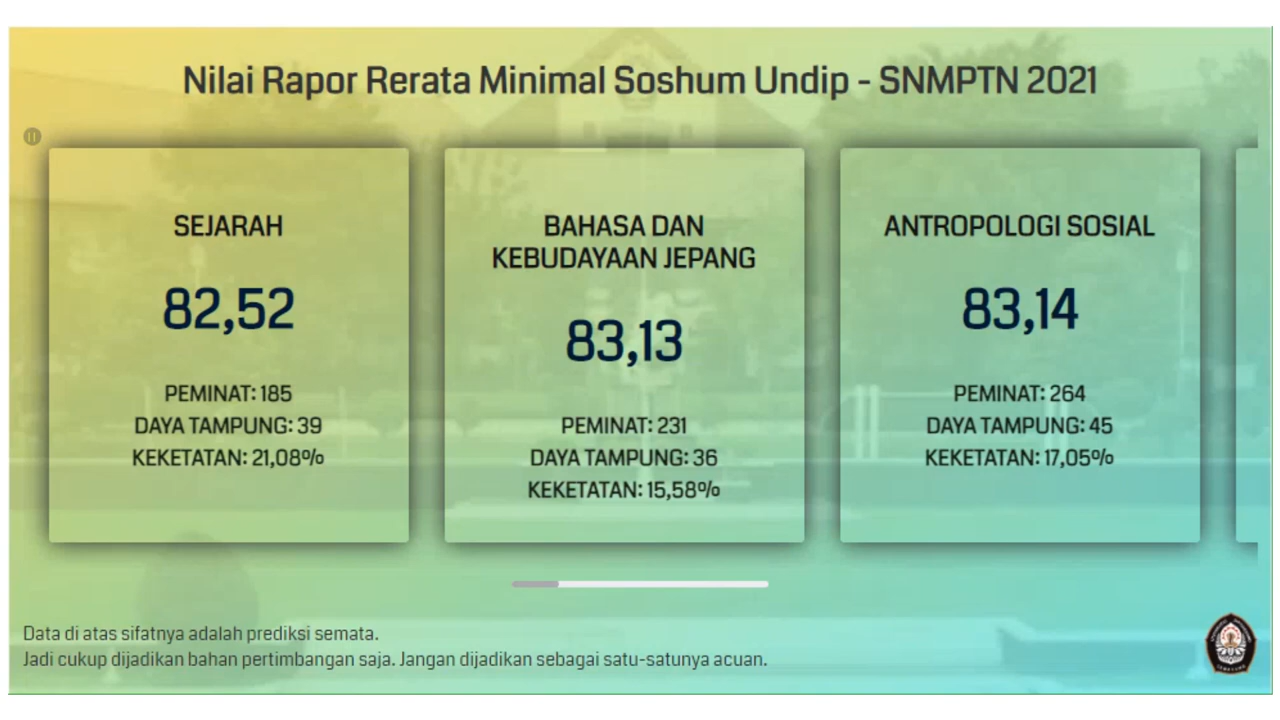 Nilai Rapor Rerata Minimal Soshum Undip - SNMPTN 2021
SEJARAH
82,52
PEMINAT: 185
DAYA TAMPUNG: 39
KEKETATAN: 21,08%
BAHASA DAN
KEBUDAYAAN JEPANG
83,13
PEMINAT: 231
DAYA TAMPUNG: 36
KEKETATAN: 15,58%
ANTROPOLOGI SOSIAL
83,14
PEMINAT: 264
DAYA TAMPUNG: 45
KEKETATAN: 17,05%
Data di atas sifatnya adalah prediksi semata.
Jadi cukup dijadikan bahan pertimbangan saja. Jangan dijadikan sebagai satu-satunya acuan.